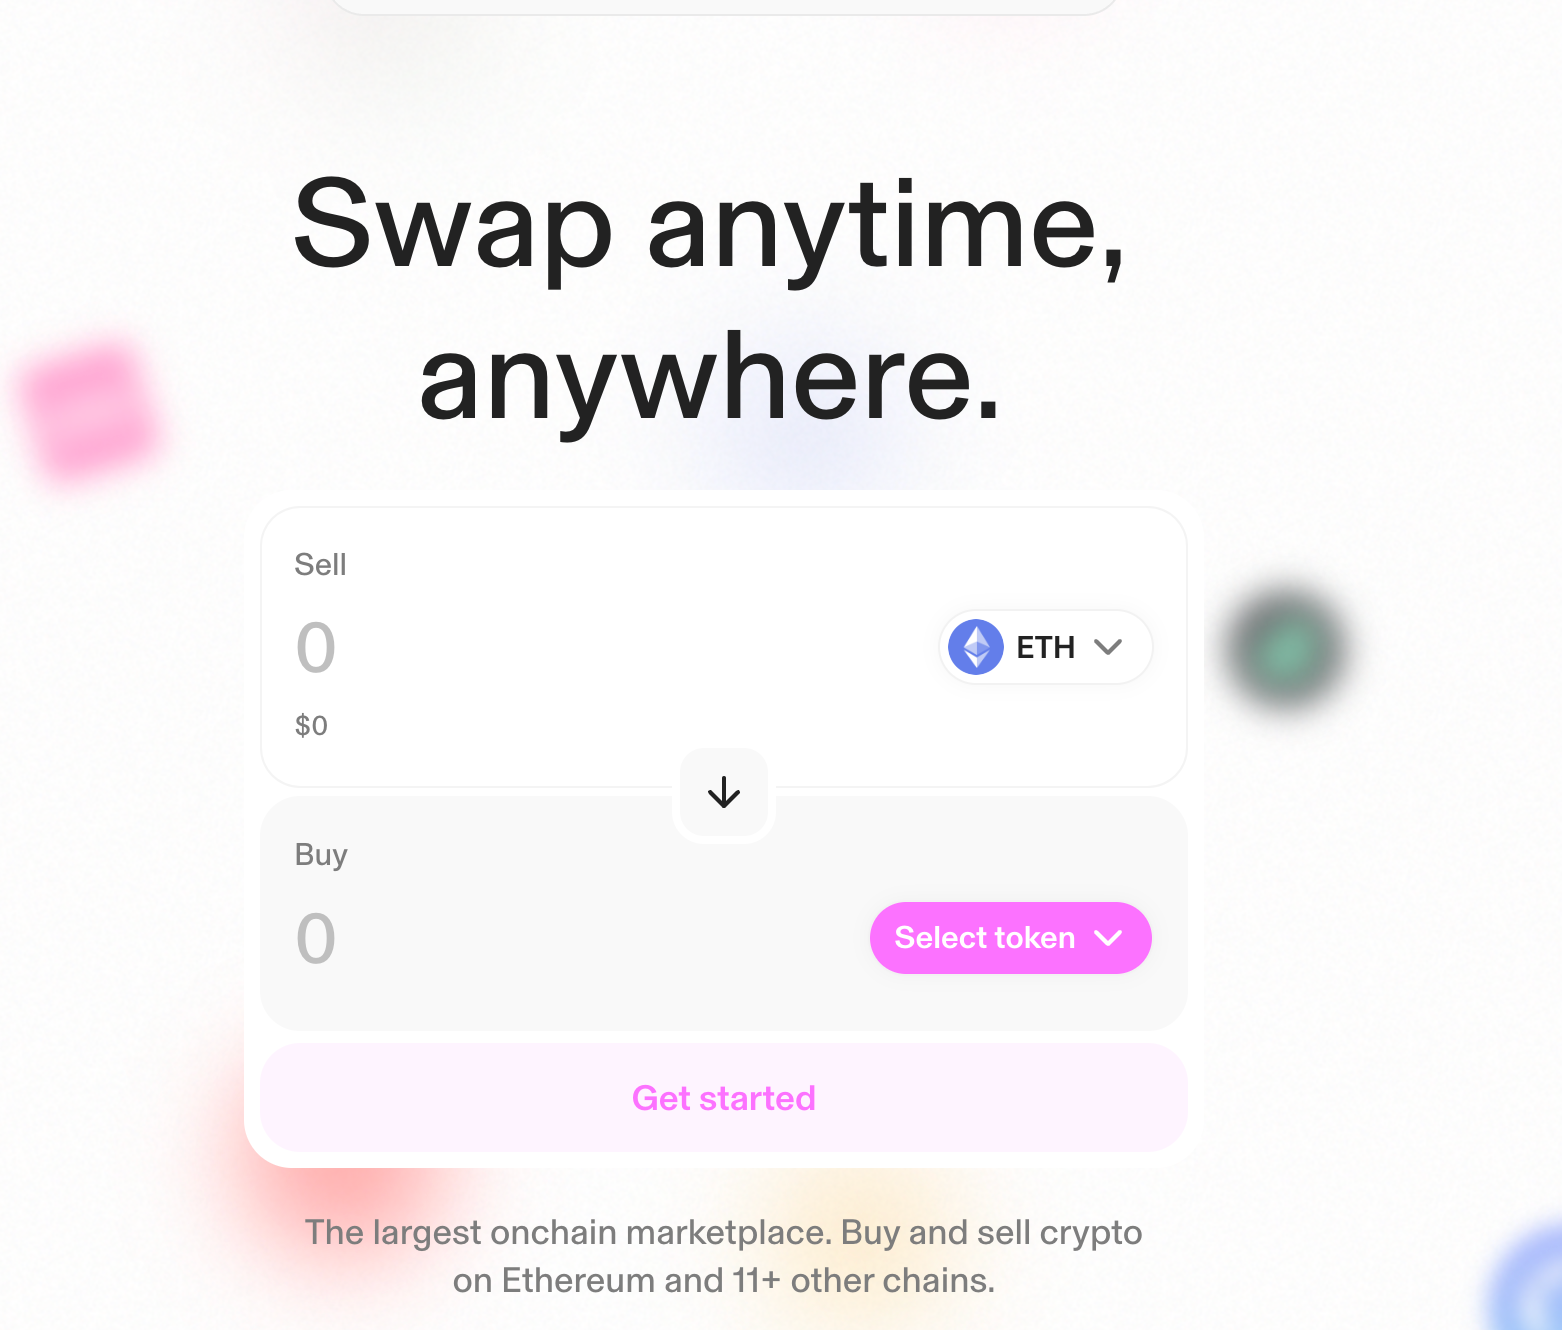 Swap anytime,
anywhere.
Sell
0
ETH
$0
Buy
0
Select token
Get started
The largest onchain marketplace. Buy and sell crypto
on Ethereum and 11+ other chains.